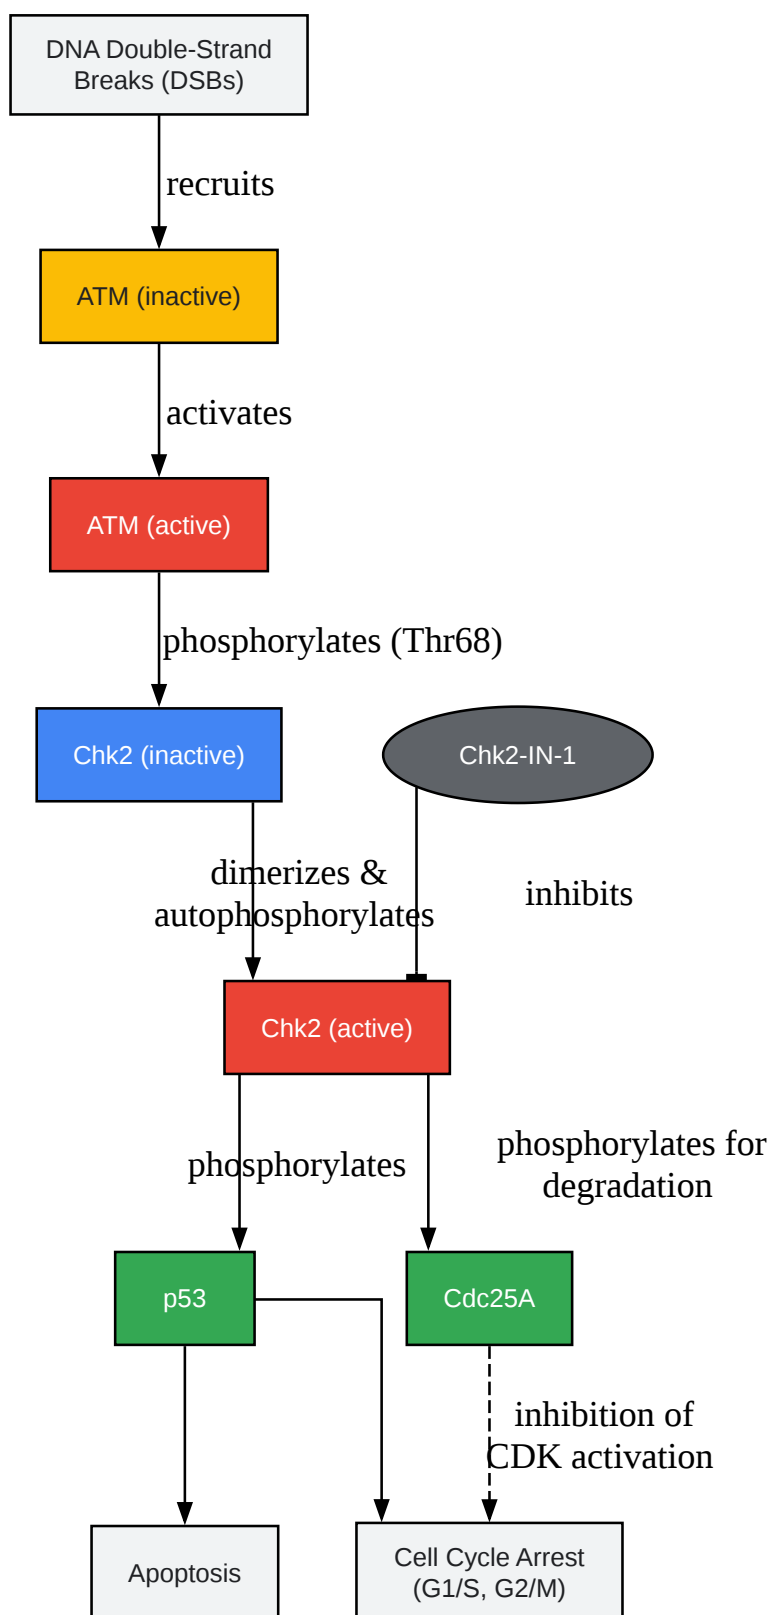 DNA Double-Strand
Breaks (DSBs)
recruits
ATM (inactive)
activates
ATM (active)
phosphorylates (Thr68)
Chk2 (inactive)
Chk2-IN-1
dimerizes &
autophosphorylates
inhibits
Chk2 (active)
phosphorylates
phosphorylates for
degradation
p53
Cdc25A
inhibition of
CDK activation
Apoptosis
Cell Cycle Arrest
(G1/S, G2/M)